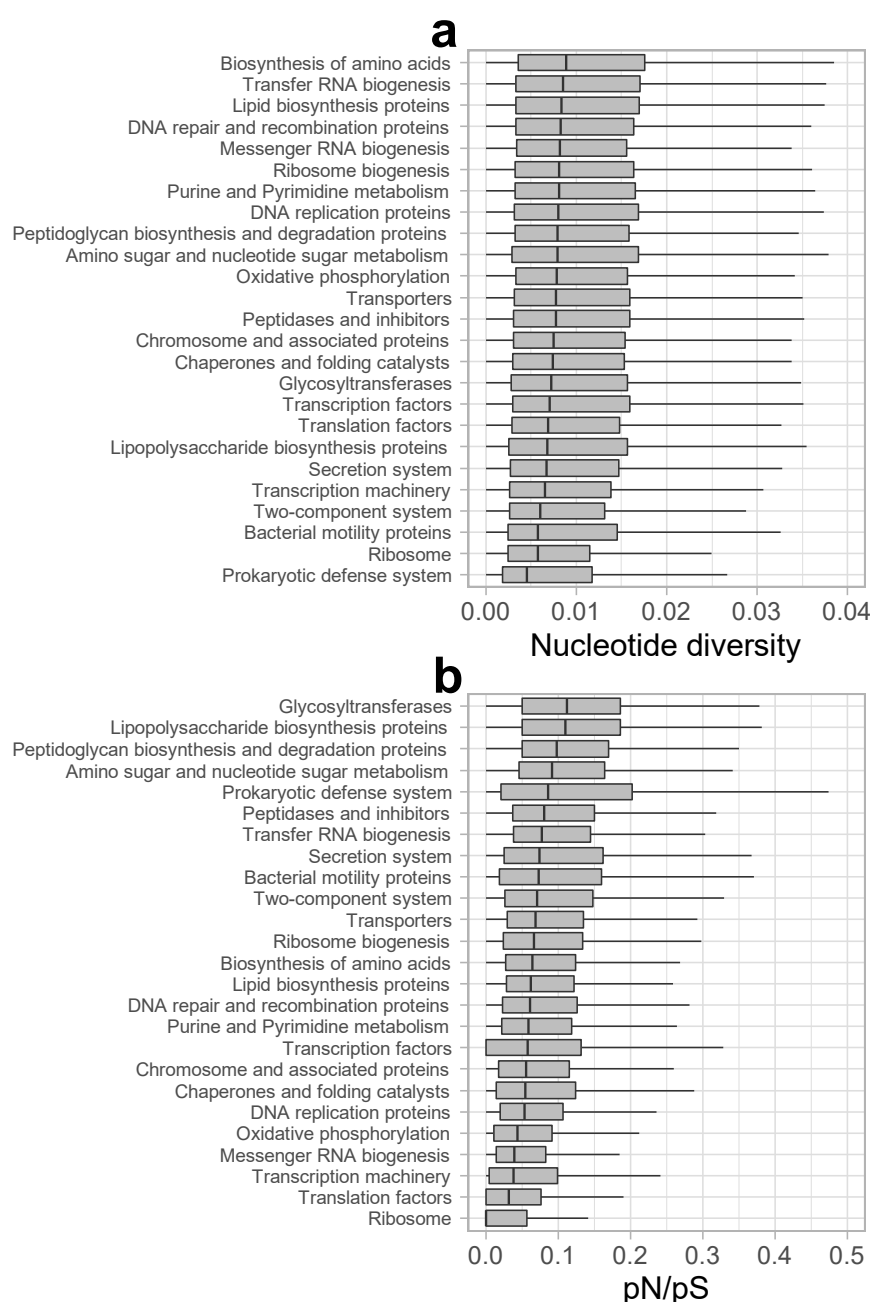 a
Biosynthesis of amino acids
Transfer RNA biogenesis
Lipid biosynthesis proteins
DNA repair and recombination proteins
Messenger RNA biogenesis
Ribosome biogenesis
Purine and Pyrimidine metabolism
DNA replication proteins
Peptidoglycan biosynthesis and degradation proteins
Amino sugar and nucleotide sugar metabolism
Oxidative phosphorylation
Transporters
Peptidases and inhibitors
Chromosome and associated proteins
Chaperones and folding catalysts
Glycosyltransferases
Transcription factors
Translation factors
Lipopolysaccharide biosynthesis proteins
Secretion system
Transcription machinery
Two-component system
Bacterial motility proteins
Ribosome
Prokaryotic defense system
0.00 0.01 0.02 0.03 0.04
Nucleotide diversity
b
Glycosyltransferases
Lipopolysaccharide biosynthesis proteins
Peptidoglycan biosynthesis and degradation proteins
Amino sugar and nucleotide sugar metabolism
Prokaryotic defense system
Peptidases and inhibitors
Transfer RNA biogenesis
Secretion system
Bacterial motility proteins
Two-component system
Transporters
Ribosome biogenesis
Biosynthesis of amino acids
Lipid biosynthesis proteins
DNA repair and recombination proteins
Purine and Pyrimidine metabolism
Transcription factors
Chromosome and associated proteins
Chaperones and folding catalysts
DNA replication proteins
Oxidative phosphorylation
Messenger RNA biogenesis
Transcription machinery
Translation factors
Ribosome
0.0 0.1 0.2 0.3 0.4 0.5
pN/pS